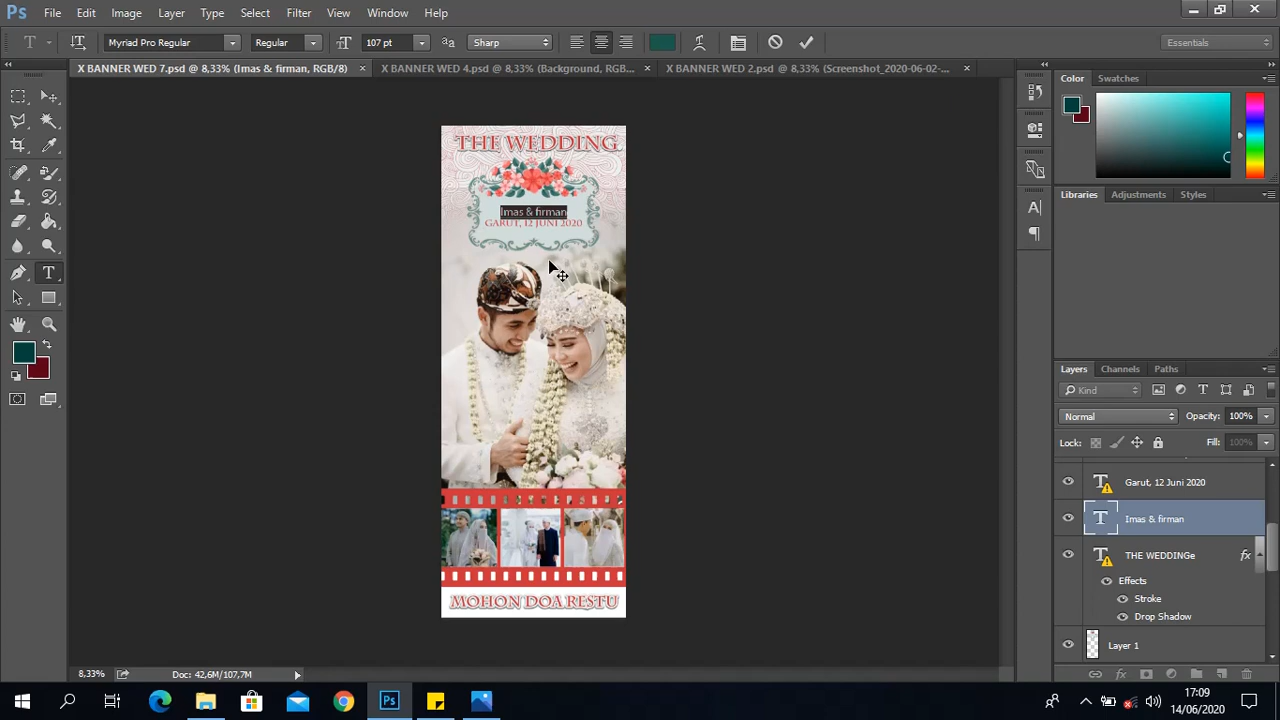 Ps File Edit Image Layer Type Select Filter View Window Help
T Myriad Pro Regular Regular 107 pt aa Sharp Essentials
X BANNER WED 7.psd @ 8,33% (Imas & firman, RGB/8) × X BANNER WED 4.psd @ 8,33% (Background, RGB... × X BANNER WED 2.psd @ 8,33% (Screenshot_2020-06-02-... ×
Color Swatches
THE WEDDING
Imas & firman
GARUT, 12 JUNI 2020
MOHON DOA RESTU
Libraries Adjustments Styles
Layers Channels Paths
Kind
Normal Opacity: 100%
Lock: Fill: 100%
Garut, 12 Juni 2020
Imas & firman
THE WEDDINGe fx
Effects
Stroke
Drop Shadow
Layer 1
8,33% Doc: 42,6M/107,7M
17:09
14/06/2020